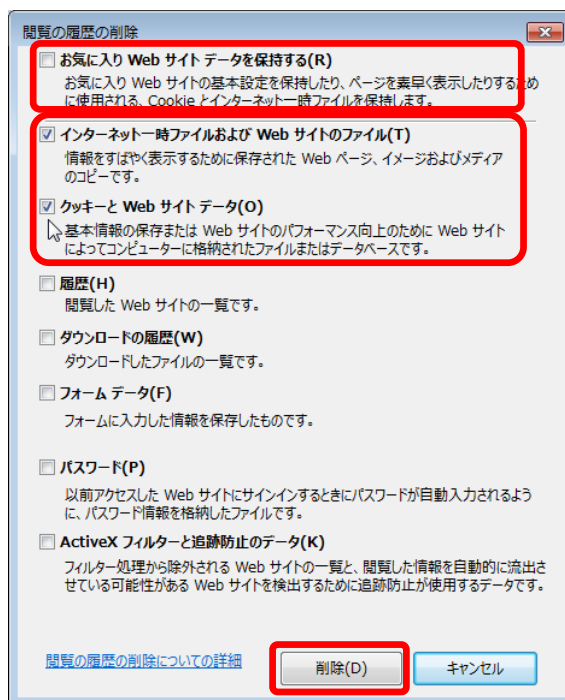 閲覧の履歴の削除
お気に入り Web サイト データを保持する(R)
お気に入り Web サイトの基本設定を保持したり、ページを素早く表示したりするため
に使用される、Cookie とインターネット一時ファイルを保持します。
インターネット一時ファイルおよび Web サイトのファイル(T)
情報をすばやく表示するために保存された Web ページ、イメージおよびメディア
のコピーです。
クッキーと Web サイト データ(O)
基本情報の保存または Web サイトのパフォーマンス向上のために Web サイト
によってコンピューターに格納されたファイルまたはデータベースです。
履歴(H)
閲覧した Web サイトの一覧です。
ダウンロードの履歴(W)
ダウンロードしたファイルの一覧です。
フォーム データ(F)
フォームに入力した情報を保存したものです。
パスワード(P)
以前アクセスした Web サイトにサインインするときにパスワードが自動入力されるよう
に、パスワード情報を格納したファイルです。
ActiveX フィルターと追跡防止のデータ(K)
フィルター処理から除外される Web サイトの一覧と、閲覧した情報を自動的に流出さ
せている可能性がある Web サイトを検出するために追跡防止が使用するデータです。
閲覧の履歴の削除についての詳細
削除(D)
キャンセル